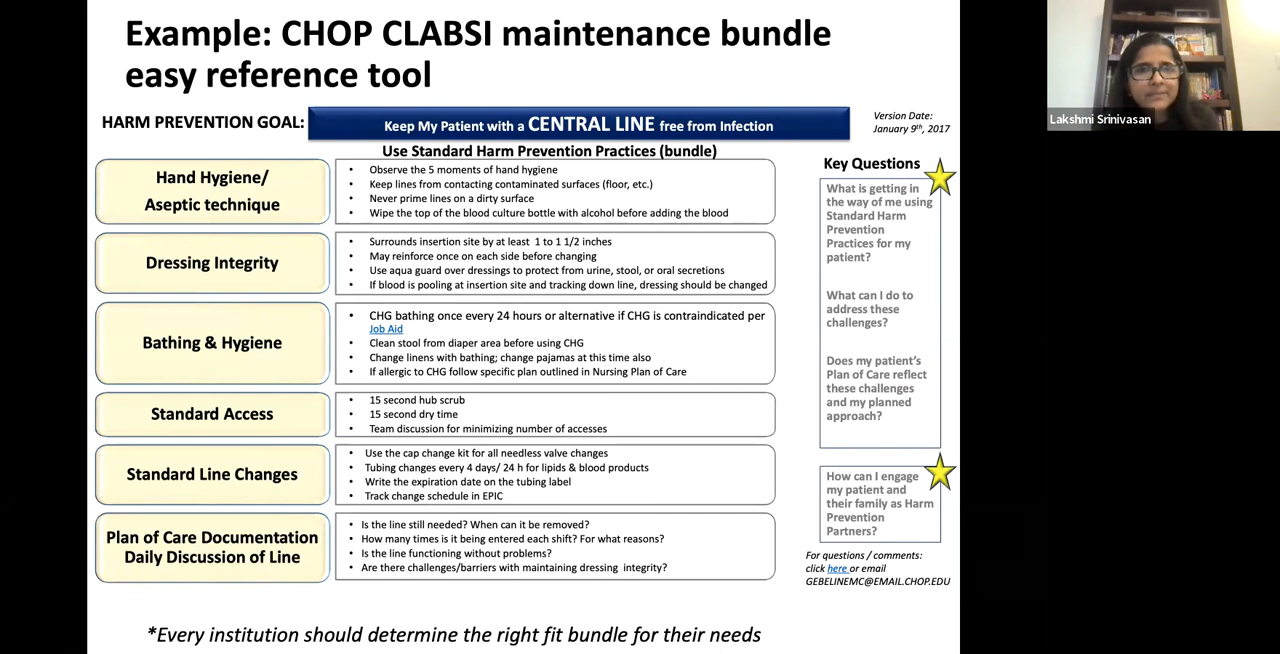 Example: CHOP CLABSI maintenance bundle
easy reference tool
HARM PREVENTION GOAL:
Keep My Patient with a CENTRAL LINE free from Infection
Version Date:
January 9th, 2017
Use Standard Harm Prevention Practices (bundle)
Hand Hygiene/
Aseptic technique
• Observe the 5 moments of hand hygiene
• Keep lines from contacting contaminated surfaces (floor, etc.)
• Never prime lines on a dirty surface
• Wipe the top of the blood culture bottle with alcohol before adding the blood
Dressing Integrity
• Surrounds insertion site by at least 1 to 1 1/2 inches
• May reinforce once on each side before changing
• Use aqua guard over dressings to protect from urine, stool, or oral secretions
• If blood is pooling at insertion site and tracking down line, dressing should be changed
Bathing & Hygiene
• CHG bathing once every 24 hours or alternative if CHG is contraindicated per
Job Aid
• Clean stool from diaper area before using CHG
• Change linens with bathing; change pajamas at this time also
• If allergic to CHG follow specific plan outlined in Nursing Plan of Care
Standard Access
• 15 second hub scrub
• 15 second dry time
• Team discussion for minimizing number of accesses
Standard Line Changes
• Use the cap change kit for all needless valve changes
• Tubing changes every 4 days/ 24 h for lipids & blood products
• Write the expiration date on the tubing label
• Track change schedule in EPIC
Plan of Care Documentation
Daily Discussion of Line
• Is the line still needed? When can it be removed?
• How many times is it being entered each shift? For what reasons?
• Is the line functioning without problems?
• Are there challenges/barriers with maintaining dressing integrity?
Key Questions
What is getting in
the way of me using
Standard Harm
Prevention
Practices for my
patient?
What can I do to
address these
challenges?
Does my patient's
Plan of Care reflect
these challenges
and my planned
approach?
How can I engage
my patient and
their family as Harm
Prevention
Partners?
For questions / comments:
click here or email
GEBELINEMC@EMAIL.CHOP.EDU
*Every institution should determine the right fit bundle for their needs
Lakshmi Srinivasan